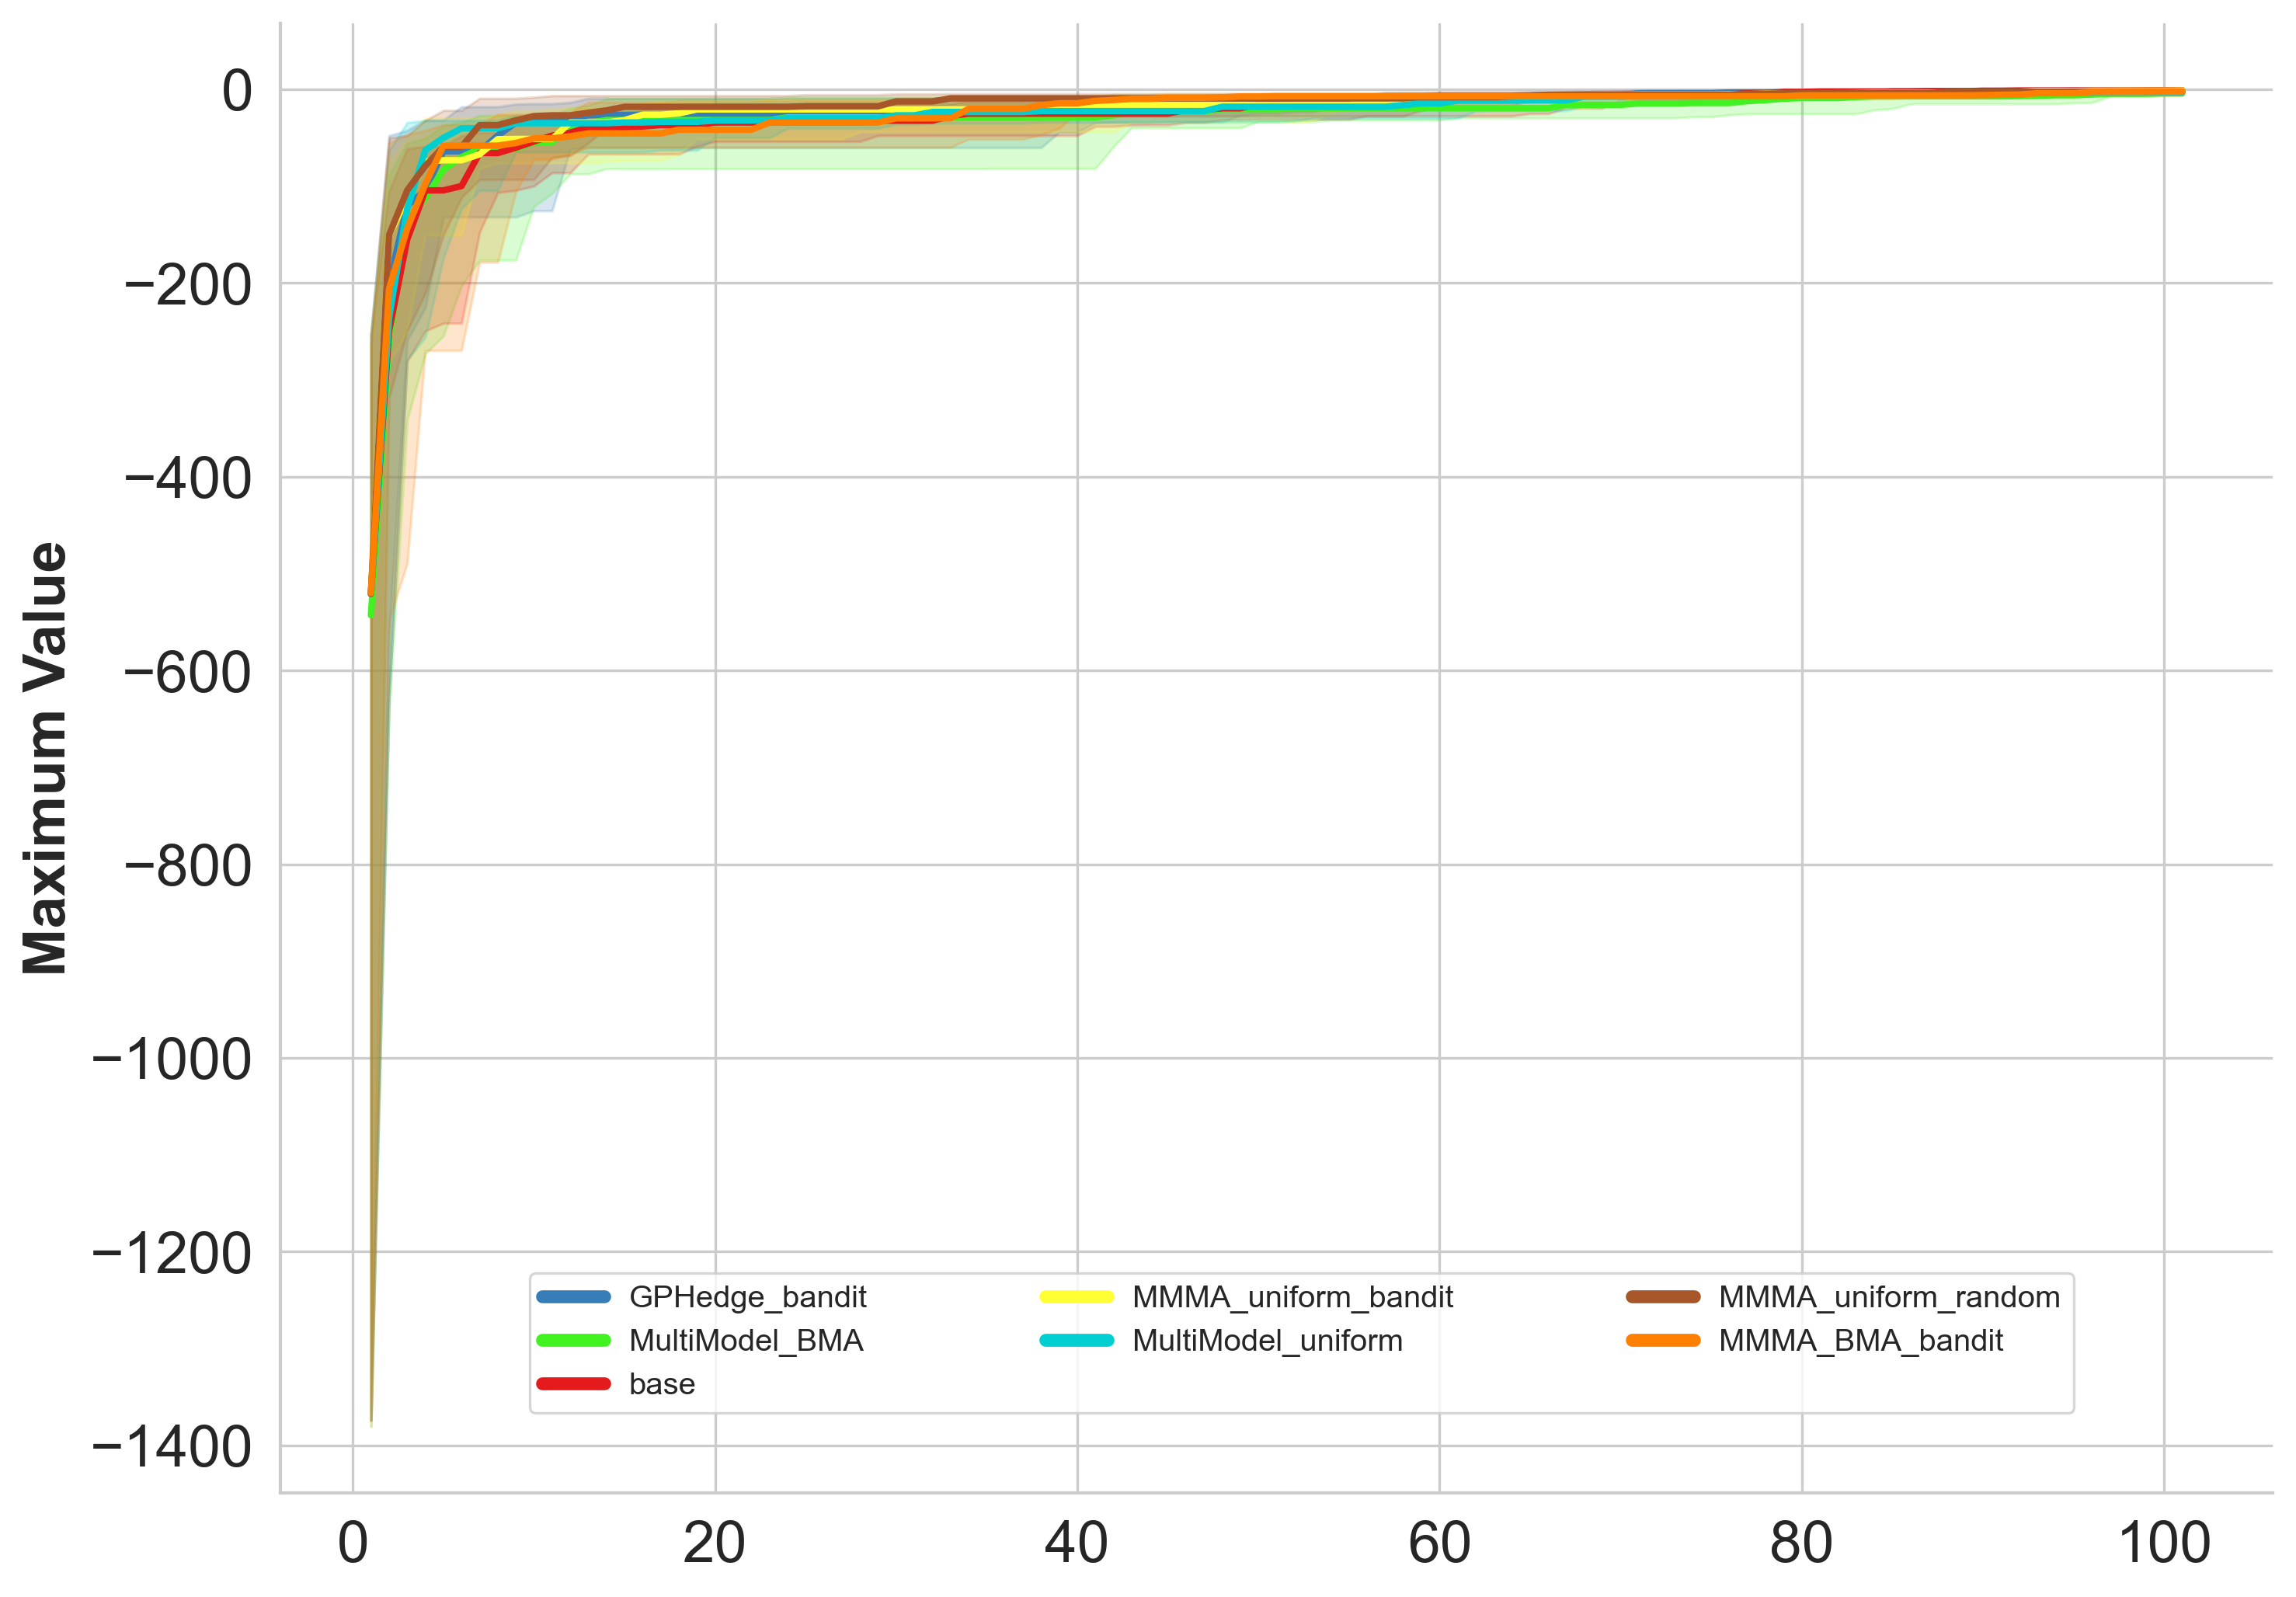 Maximum Value
0
−200
−400
−600
−800
−1000
−1200
−1400
GPHedge_bandit
MultiModel_BMA
base
MMMA_uniform_bandit
MultiModel_uniform
MMMA_uniform_random
MMMA_BMA_bandit
0 20 40 60 80 100